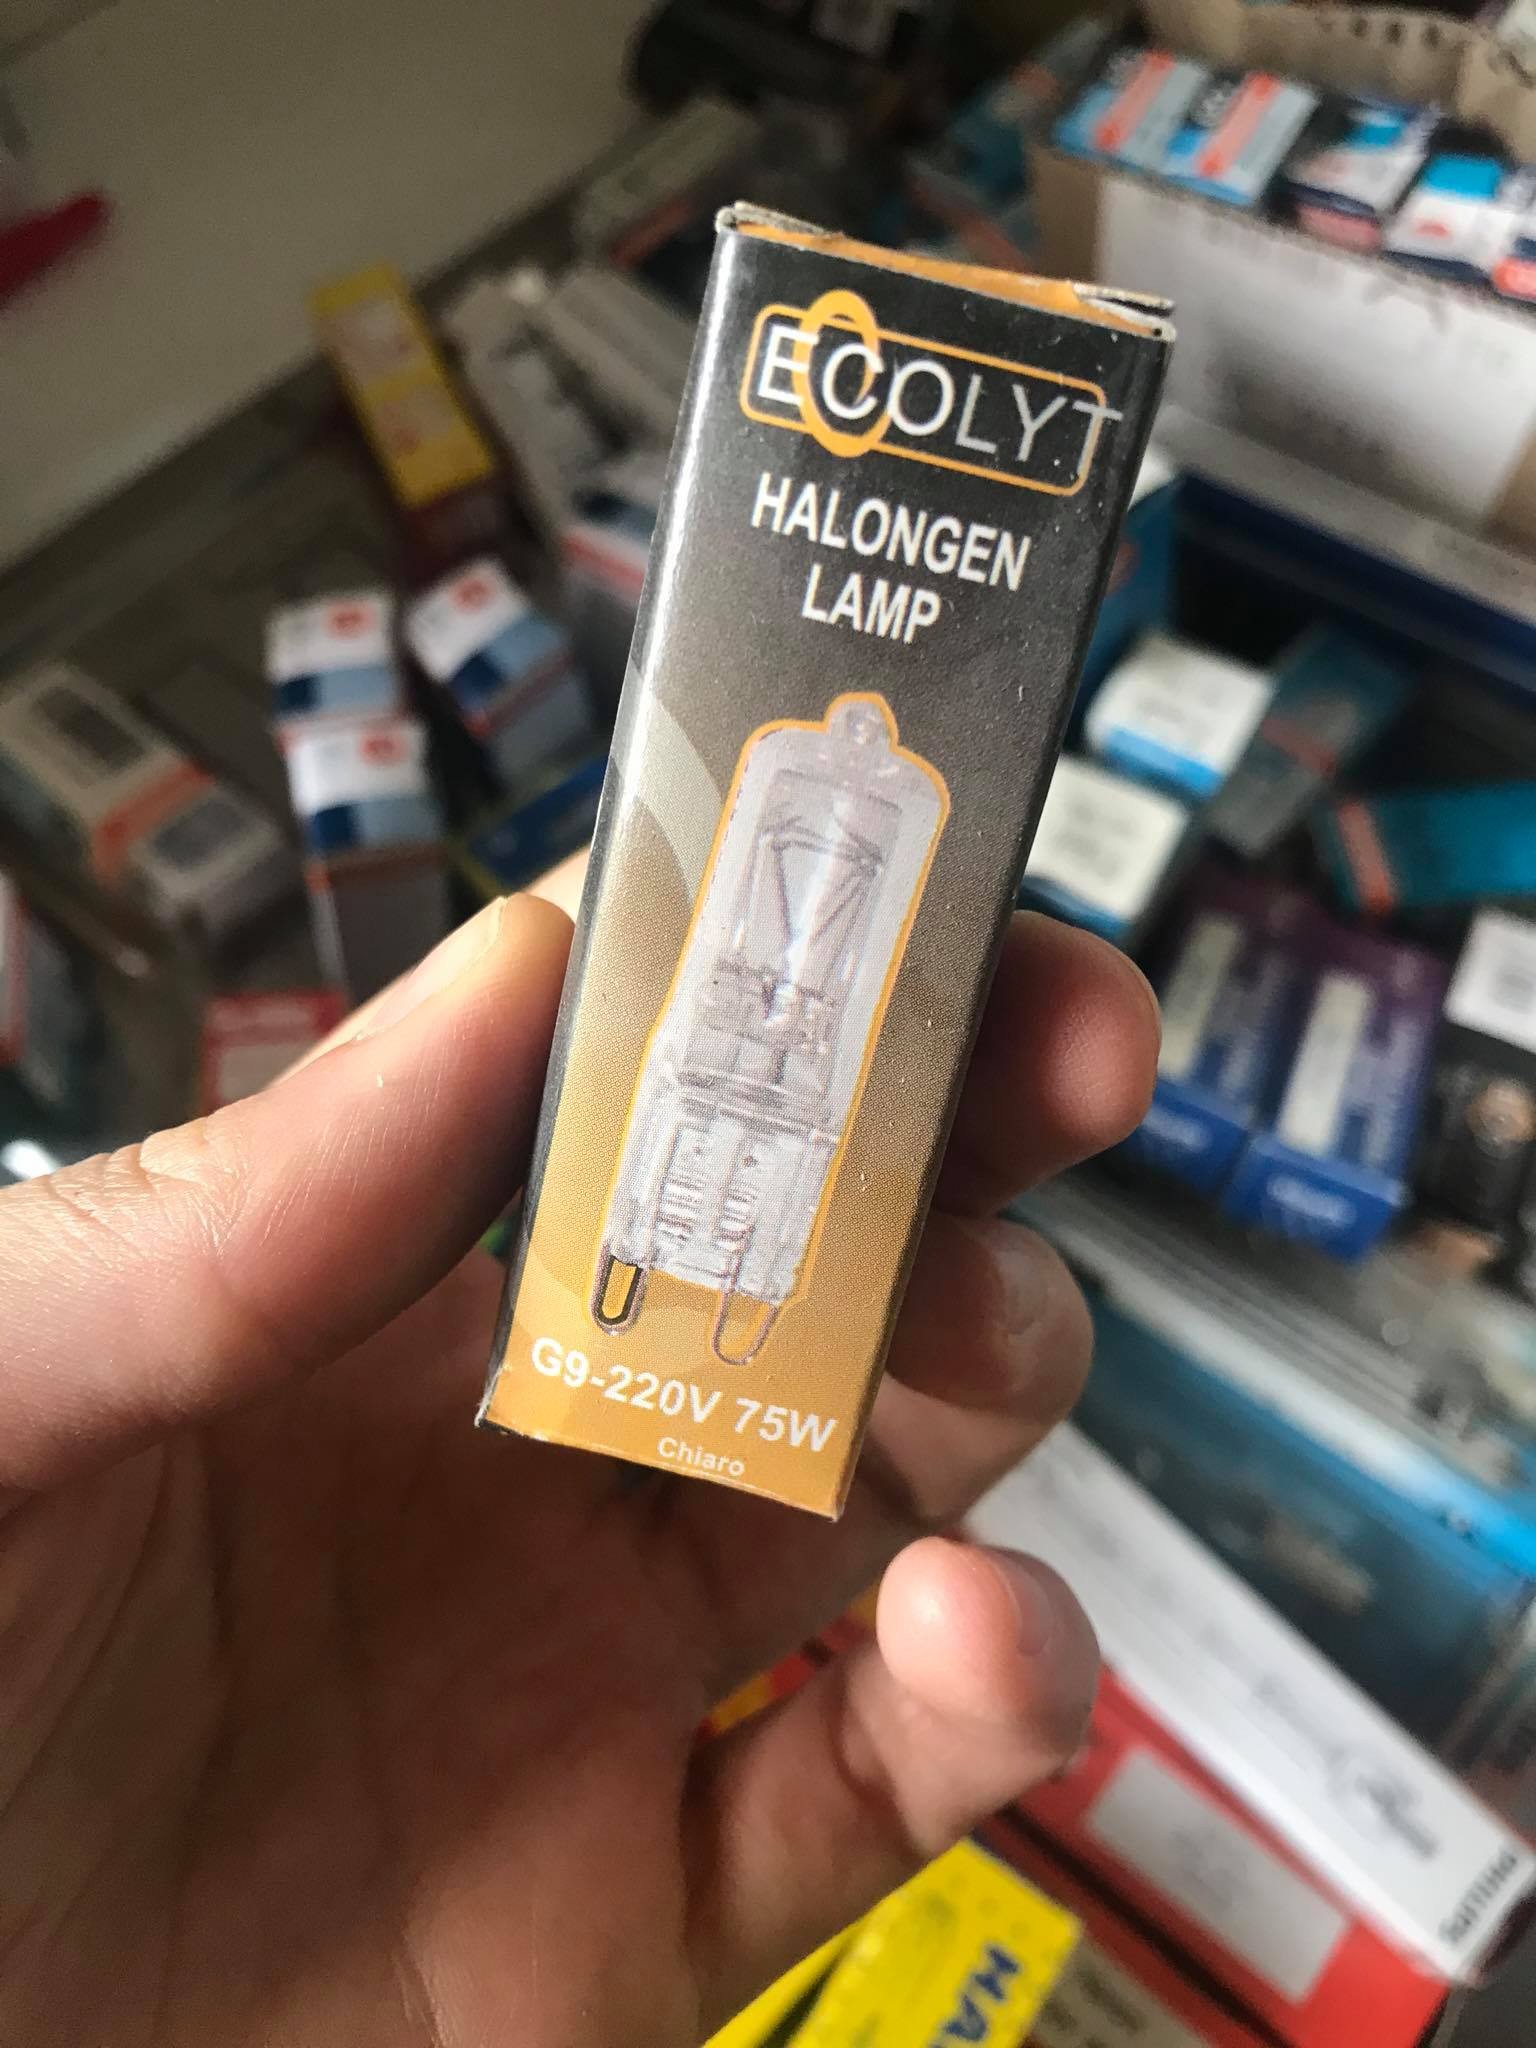 ECOLYT
HALONGEN
LAMP
G9-220V 75W
Chiaro